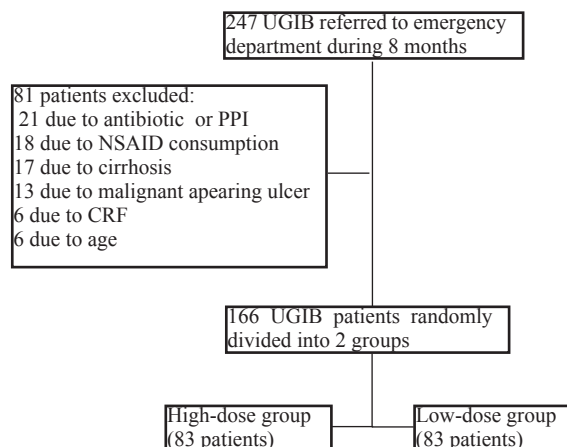 247 UGIB referred to emergency
department during 8 months
81 patients excluded:
21 due to antibiotic or PPI
18 due to NSAID consumption
17 due to cirrhosis
13 due to malignant apearing ulcer
6 due to CRF
6 due to age
166 UGIB patients randomly
divided into 2 groups
High-dose group
(83 patients)
Low-dose group
(83 patients)